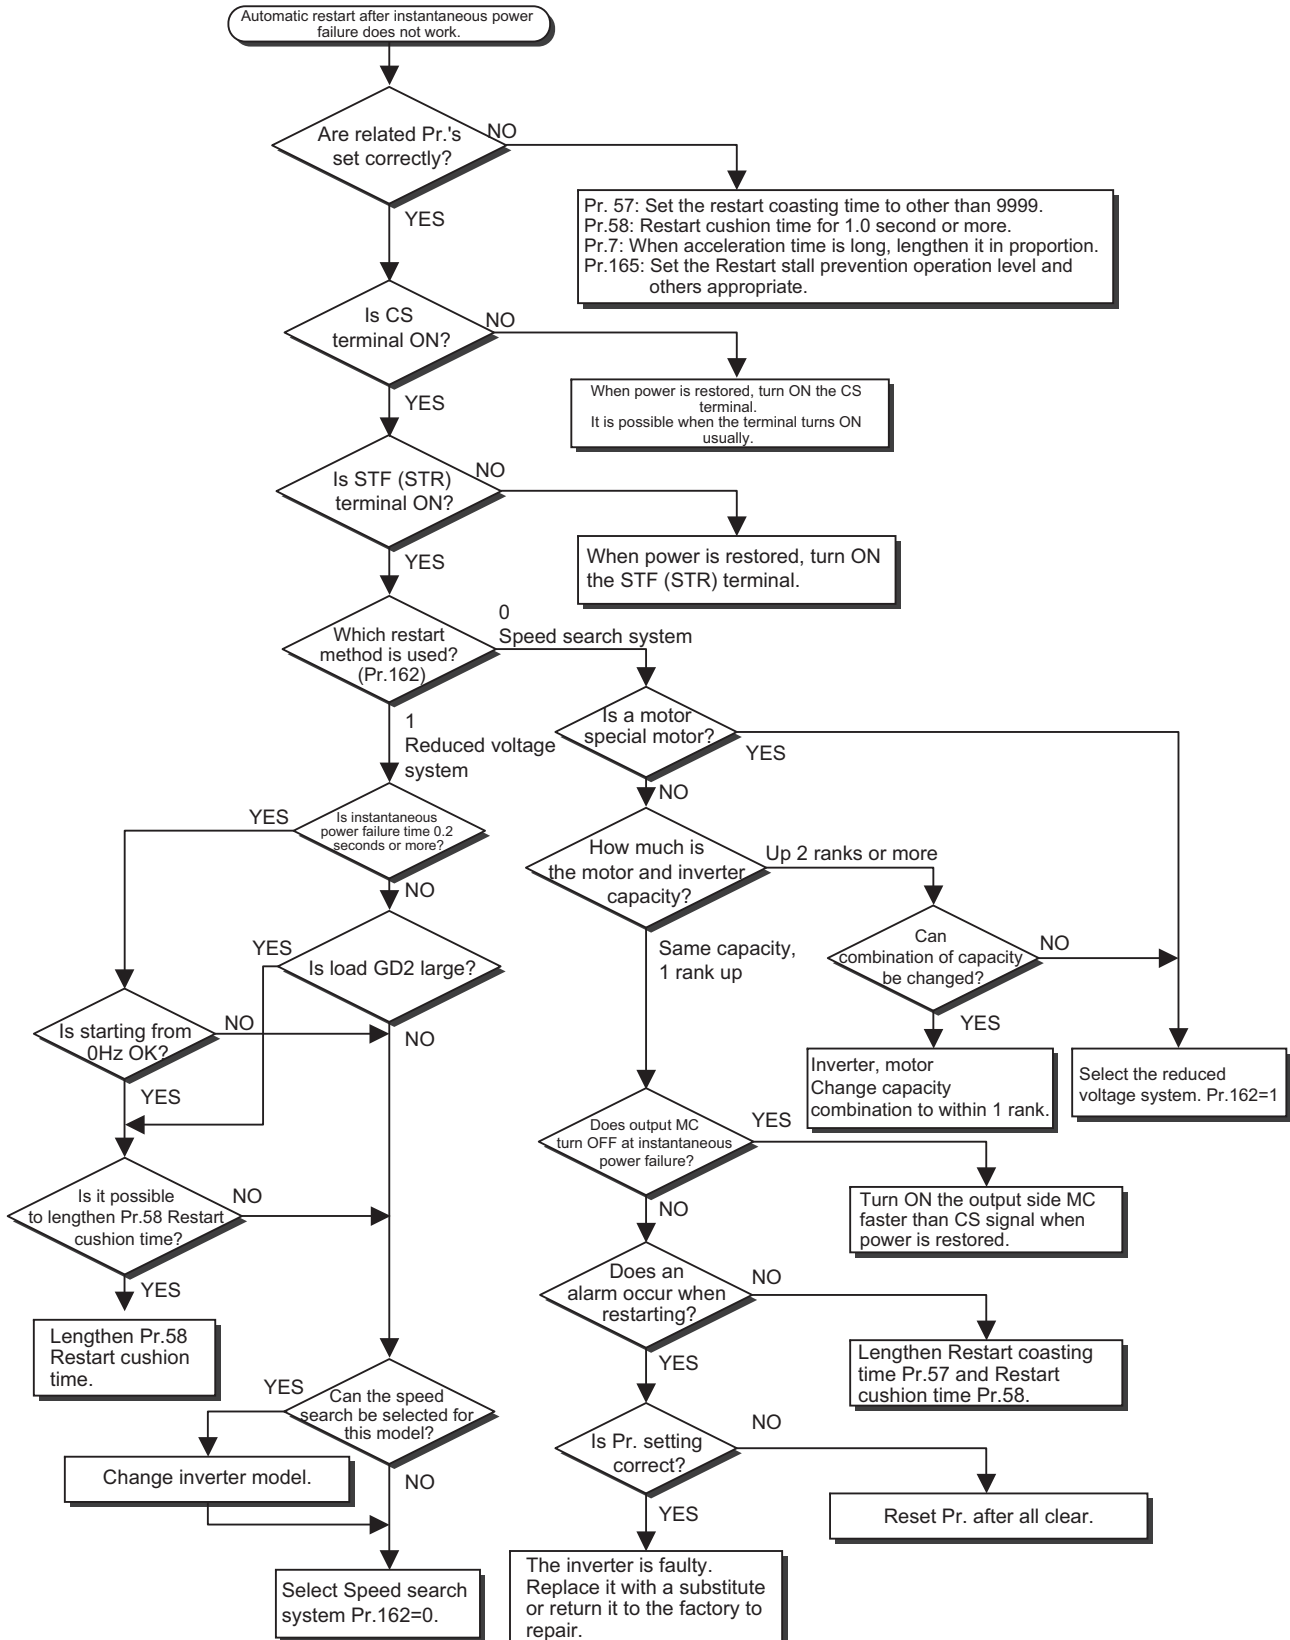 Automatic restart after instantaneous power
failure does not work.
Are related Pr.'s
set correctly?
NO
YES
Pr. 57: Set the restart coasting time to other than 9999.
Pr.58: Restart cushion time for 1.0 second or more.
Pr.7: When acceleration time is long, lengthen it in proportion.
Pr.165: Set the Restart stall prevention operation level and
others appropriate.
Is CS
terminal ON?
NO
YES
When power is restored, turn ON the CS
terminal.
It is possible when the terminal turns ON
usually.
Is STF (STR)
terminal ON?
NO
YES
When power is restored, turn ON
the STF (STR) terminal.
Which restart
method is used?
(Pr.162)
0
Speed search system
1
Reduced voltage
system
Is a motor
special motor?
YES
NO
Is instantaneous
power failure time 0.2
seconds or more?
YES
NO
How much is
the motor and inverter
capacity?
Up 2 ranks or more
Same capacity,
1 rank up
Can
combination of capacity
be changed?
NO
YES
Is load GD2 large?
YES
NO
Is starting from
0Hz OK?
NO
YES
Inverter, motor
Change capacity
combination to within 1 rank.
Select the reduced
voltage system. Pr.162=1
Does output MC
turn OFF at instantaneous
power failure?
YES
NO
Turn ON the output side MC
faster than CS signal when
power is restored.
Is it possible
to lengthen Pr.58 Restart
cushion time?
NO
YES
Lengthen Pr.58
Restart cushion
time.
Does an
alarm occur when
restarting?
NO
YES
Lengthen Restart coasting
time Pr.57 and Restart
cushion time Pr.58.
Can the speed
search be selected for
this model?
YES
NO
Change inverter model.
Is Pr. setting
correct?
NO
YES
Reset Pr. after all clear.
Select Speed search
system Pr.162=0.
The inverter is faulty.
Replace it with a substitute
or return it to the factory to
repair.